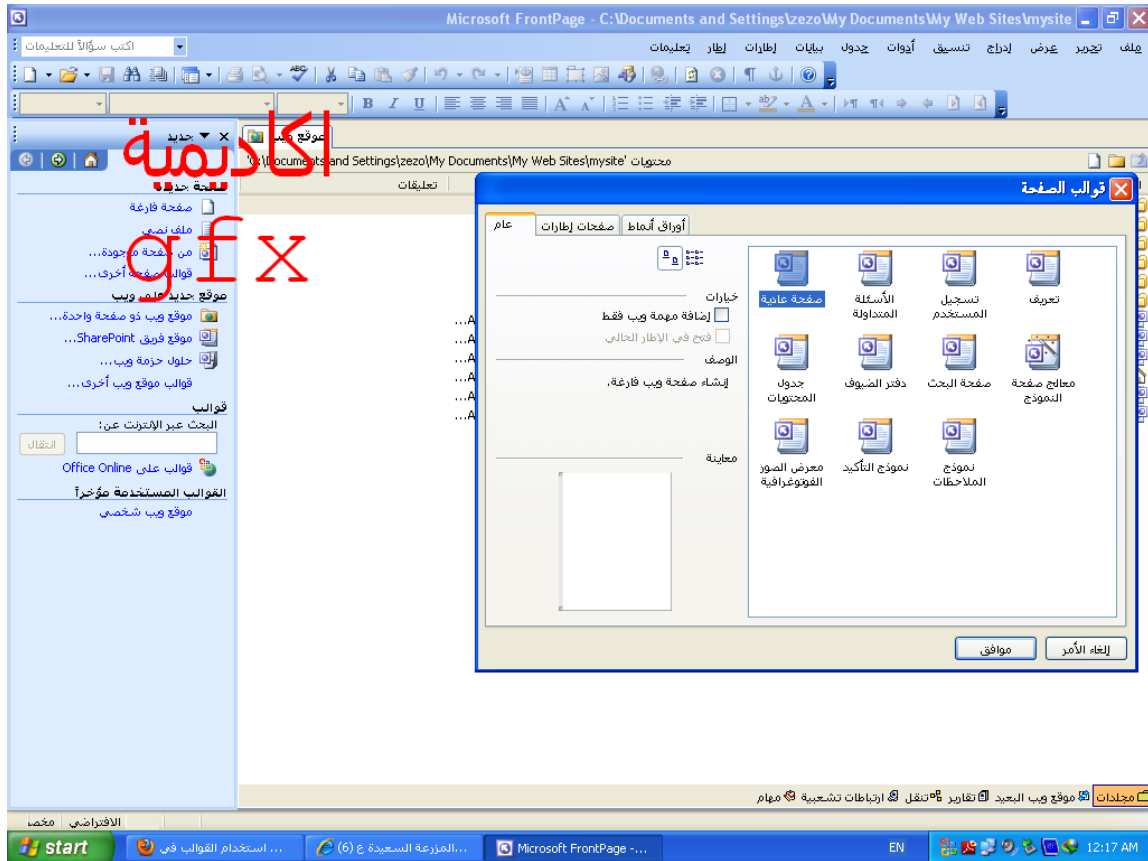 Microsoft FrontPage - C:\Documents and Settings\zezo\My Documents\My Web Sites\mysite
ملف تحرير عرض إدراج تنسيق أدوات جدول بيانات إطارات إطار تعليمات
اكتب سؤالاً للتعليمات
جديد
موقع ويب
اكاديمية
gfx
محتويات 'C:\Documents and Settings\zezo\My Documents\My Web Sites\mysite'
تعليقات
صفحة جديدة
صفحة فارغة
ملف نصي
من صفحة موجودة...
قوالب صفحة أخرى...
موقع جديد على ويب
موقع ويب ذو صفحة واحدة...
موقع فريق SharePoint...
حلول حزمة ويب...
قوالب موقع ويب أخرى...
قوالب
البحث عبر الإنترنت عن:
انتقال
قوالب على Office Online
القوالب المستخدمة مؤخراً
موقع ويب شخصي
...A
...A
...A
...A
...A
...A
قوالب الصفحة
عام
صفحات إطارات
أوراق أنماط
صفحة عادية
الأسئلة المتداولة
تسجيل المستخدم
تعريف
جدول المحتويات
دفتر الضيوف
صفحة البحث
معالج صفحة النموذج
معرض الصور الفوتوغرافية
نموذج التأكيد
نموذج الملاحظات
خيارات
إضافة مهمة ويب فقط
فتح في الإطار الحالي
الوصف
إنشاء صفحة ويب فارغة.
معاينة
موافق
إلغاء الأمر
مجلدات موقع ويب البعيد تقارير تنقل ارتباطات تشعبية مهام
الافتراضي مخصـ
start
استخدام القوالب في ...
المزرعة السعيدة ع (6)...
Microsoft FrontPage -...
EN
12:17 AM